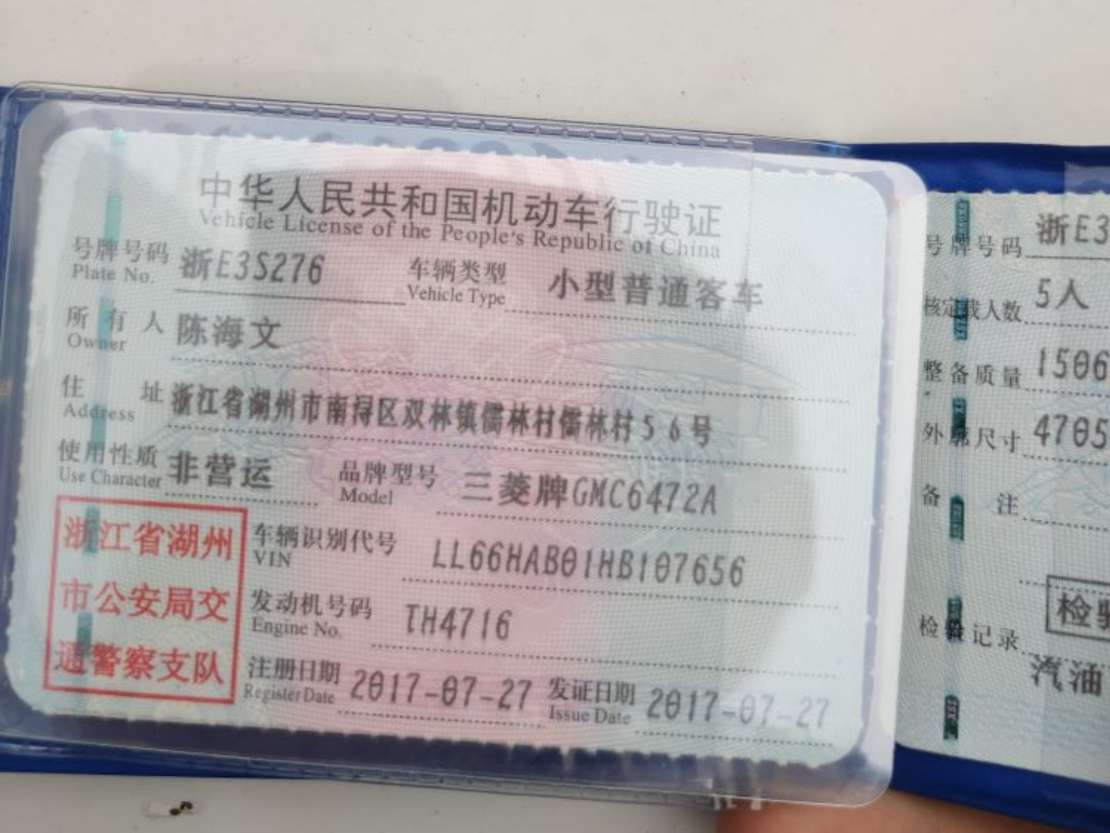 中华人民共和国机动车行驶证
Vehicle License of the People's Republic of China
号牌号码 浙E3S276 车辆类型 小型普通客车
Plate No. Vehicle Type
所有人 陈海文
Owner
住址 浙江省湖州市南浔区双林镇儒林村儒林村56号
Address
使用性质 非营运 品牌型号 三菱牌GMC6472A
Use Character Model
车辆识别代号 LL66HAB01HB107656
VIN
发动机号码 TH4716
Engine No.
注册日期 2017-07-27 发证日期 2017-07-27
Register Date Issue Date
浙江省湖州
市公安局交
通警察支队
号牌号码 浙E3
核定载人数 5人
整备质量 1506
外廓尺寸 4705
备注
检验记录
检验
汽油